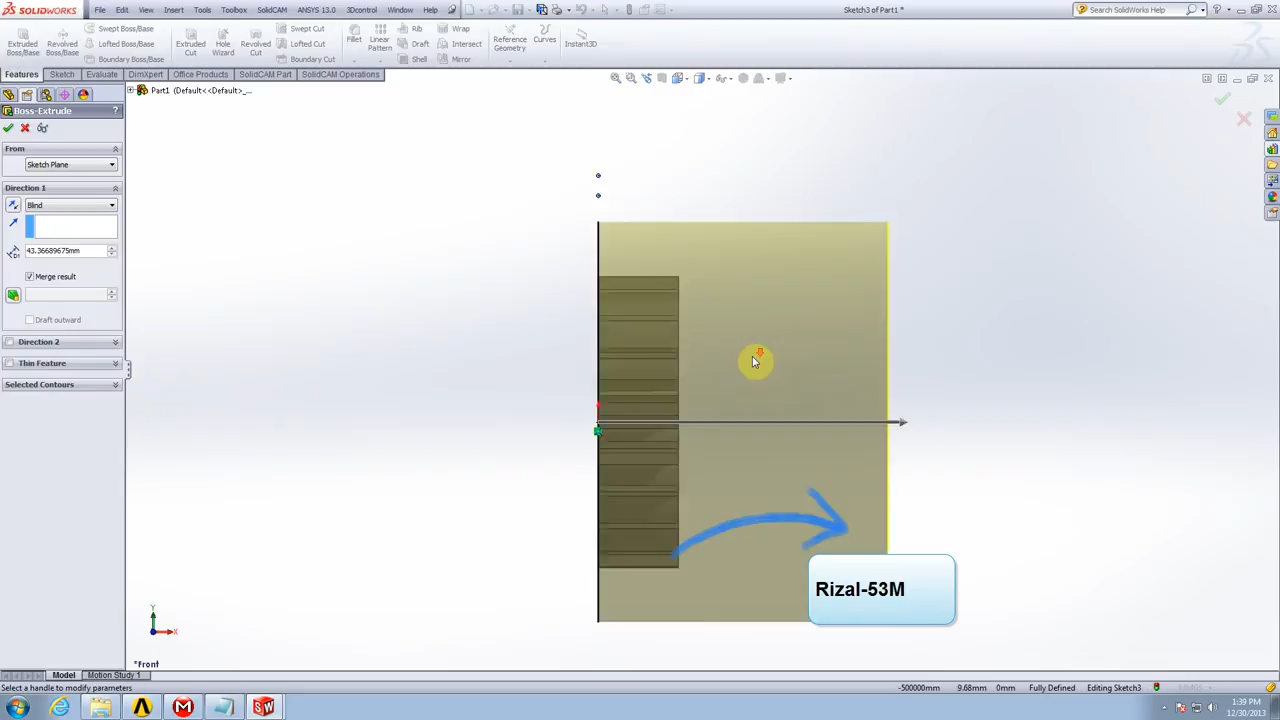 SOLIDWORKS File Edit View Insert Tools Toolbox SolidCAM ANSYS 13.0 3Dcontrol Window Help Sketch3 of Part1 * Search SolidWorks Help
Extruded Boss/Base
Revolved Boss/Base
Swept Boss/Base
Lofted Boss/Base
Boundary Boss/Base
Extruded Cut
Hole Wizard
Revolved Cut
Swept Cut
Lofted Cut
Boundary Cut
Fillet
Linear Pattern
Rib
Draft
Shell
Wrap
Intersect
Mirror
Reference Geometry
Curves
Instant3D
Features Sketch Evaluate DimXpert Office Products SolidCAM Part SolidCAM Operations
Part1 (Default<<Default>_...
Boss-Extrude ?
From
Sketch Plane
Direction 1
Blind
43.36689675mm
Merge result
Draft outward
Direction 2
Thin Feature
Selected Contours
Rizal-53M
Y
X
*Front
Model Motion Study 1
Select a handle to modify parameters -500000mm 9.68mm 0mm Fully Defined Editing Sketch3
1:39 PM
12/30/2013